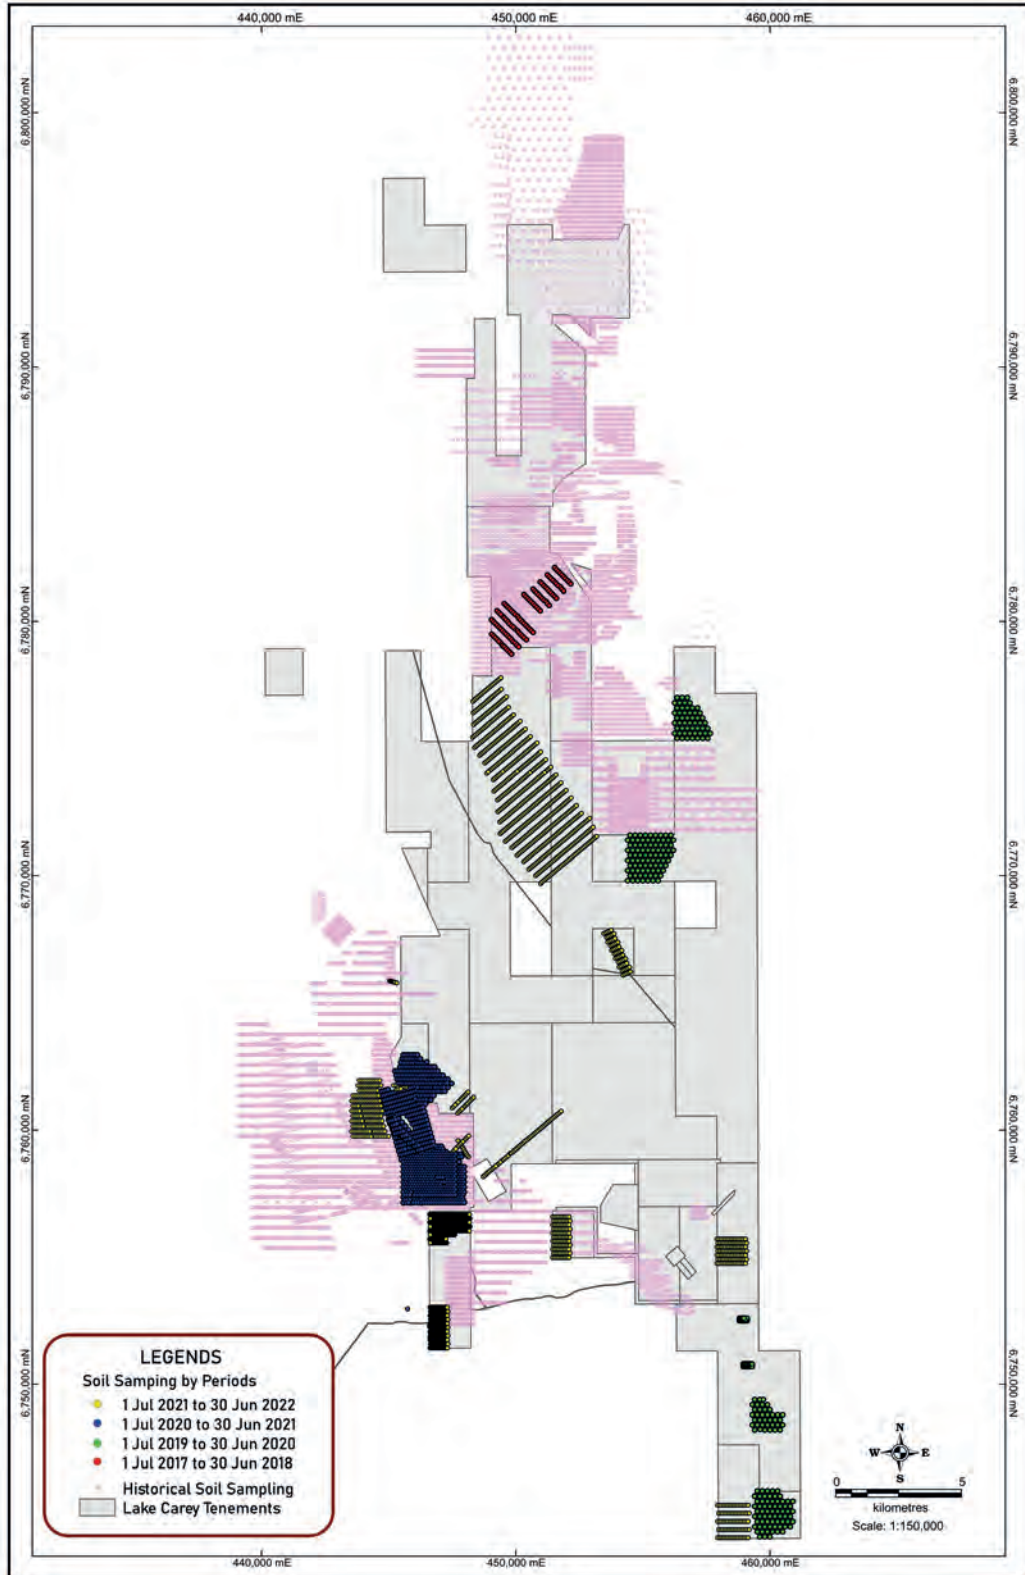 440,000 mE 450,000 mE 460,000 mE
6,800,000 mN 6,800,000 mN
6,790,000 mN 6,790,000 mN
6,780,000 mN 6,780,000 mN
6,770,000 mN 6,770,000 mN
6,760,000 mN 6,760,000 mN
6,750,000 mN 6,750,000 mN
LEGENDS
Soil Samping by Periods
1 Jul 2021 to 30 Jun 2022
1 Jul 2020 to 30 Jun 2021
1 Jul 2019 to 30 Jun 2020
1 Jul 2017 to 30 Jun 2018
Historical Soil Sampling
Lake Carey Tenements
N
W E
S
0 5
kilometres
Scale: 1:150,000
440,000 mE 450,000 mE 460,000 mE